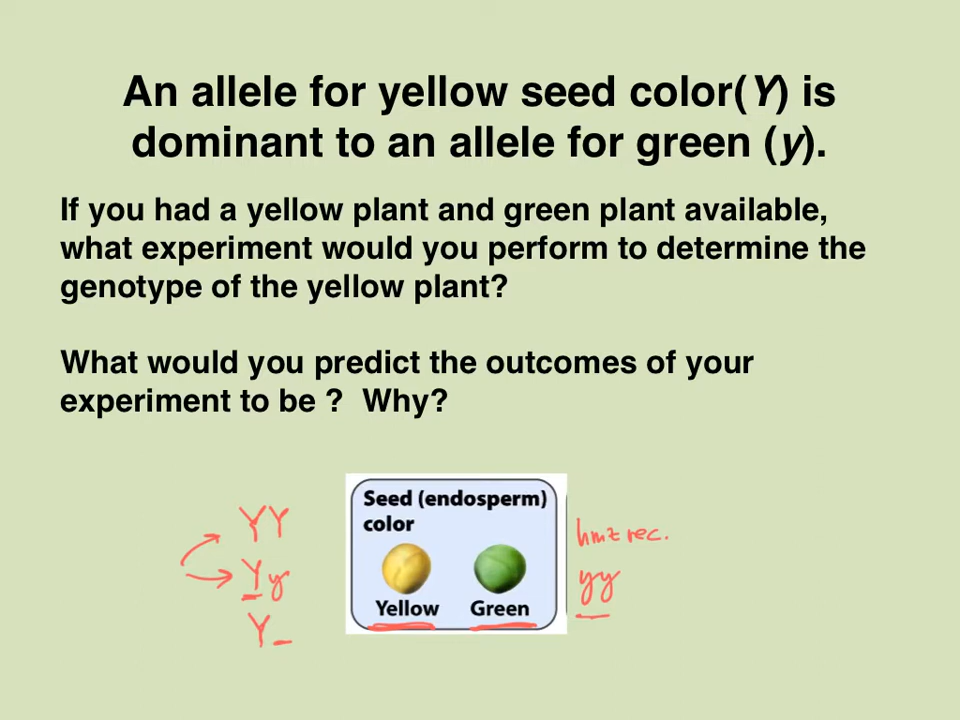 An allele for yellow seed color(Y) is
dominant to an allele for green (y).
If you had a yellow plant and green plant available,
what experiment would you perform to determine the
genotype of the yellow plant?
What would you predict the outcomes of your
experiment to be ?  Why?
Seed (endosperm)
color
Yellow Green
YY
Yy
Y_
hmz rec.
yy